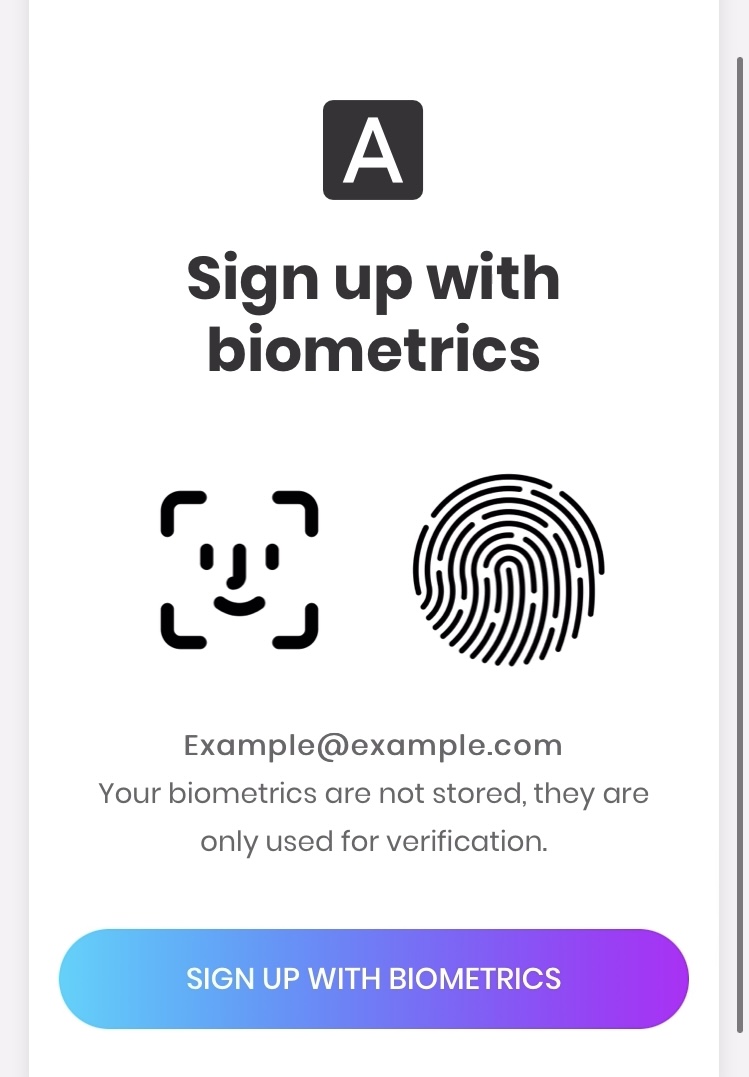 A
Sign up with
biometrics
Example@example.com
Your biometrics are not stored, they are
only used for verification.
SIGN UP WITH BIOMETRICS